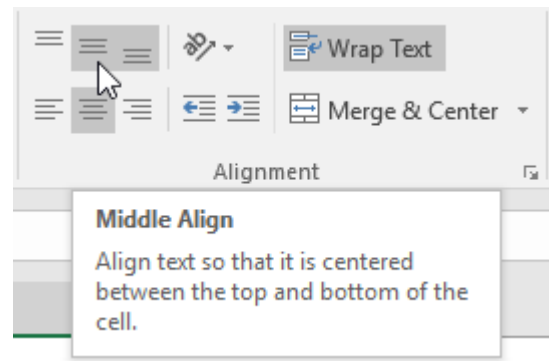 Wrap Text
Merge & Center
Alignment
Middle Align
Align text so that it is centered
between the top and bottom of the
cell.